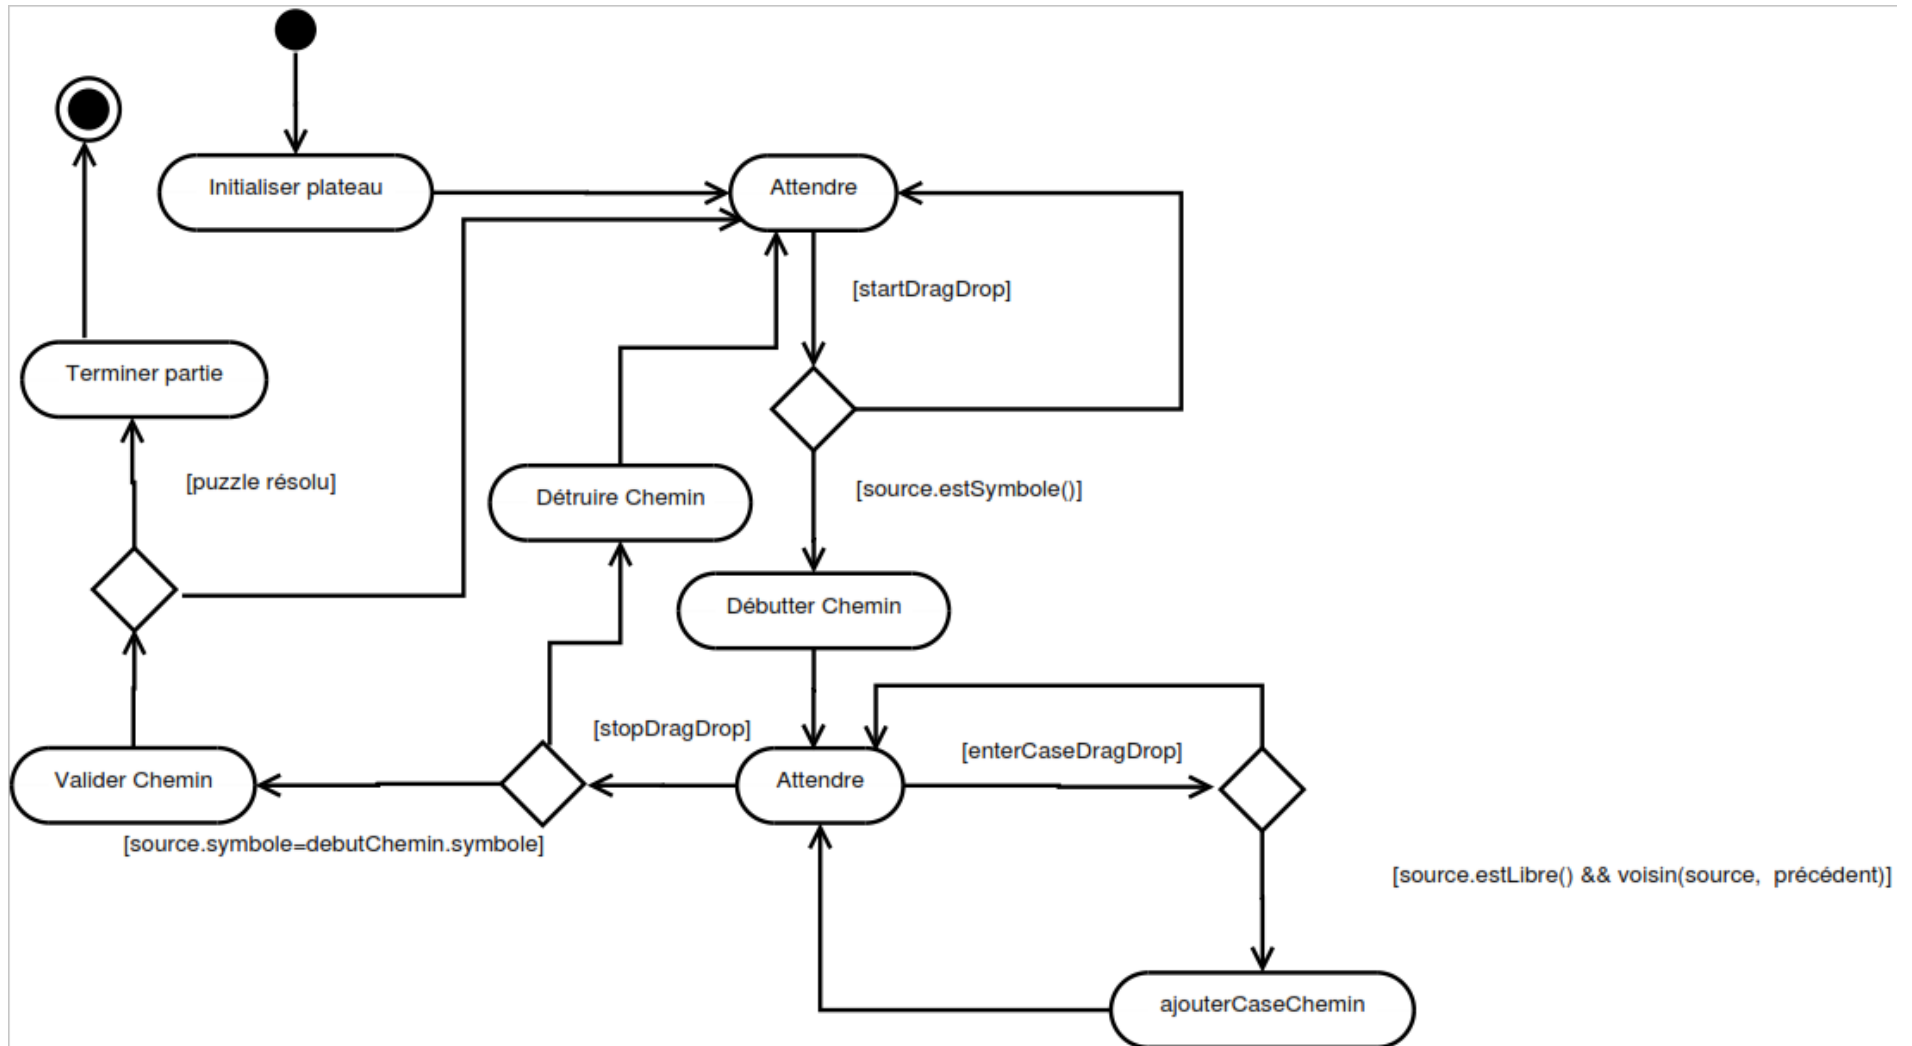 Initialiser plateau
Attendre
[startDragDrop]
Terminer partie
[puzzle résolu]
Détruire Chemin
[source.estSymbole()]
Débutter Chemin
[stopDragDrop]
[enterCaseDragDrop]
Valider Chemin
Attendre
[source.symbole=debutChemin.symbole]
[source.estLibre() && voisin(source, précédent)]
ajouterCaseChemin